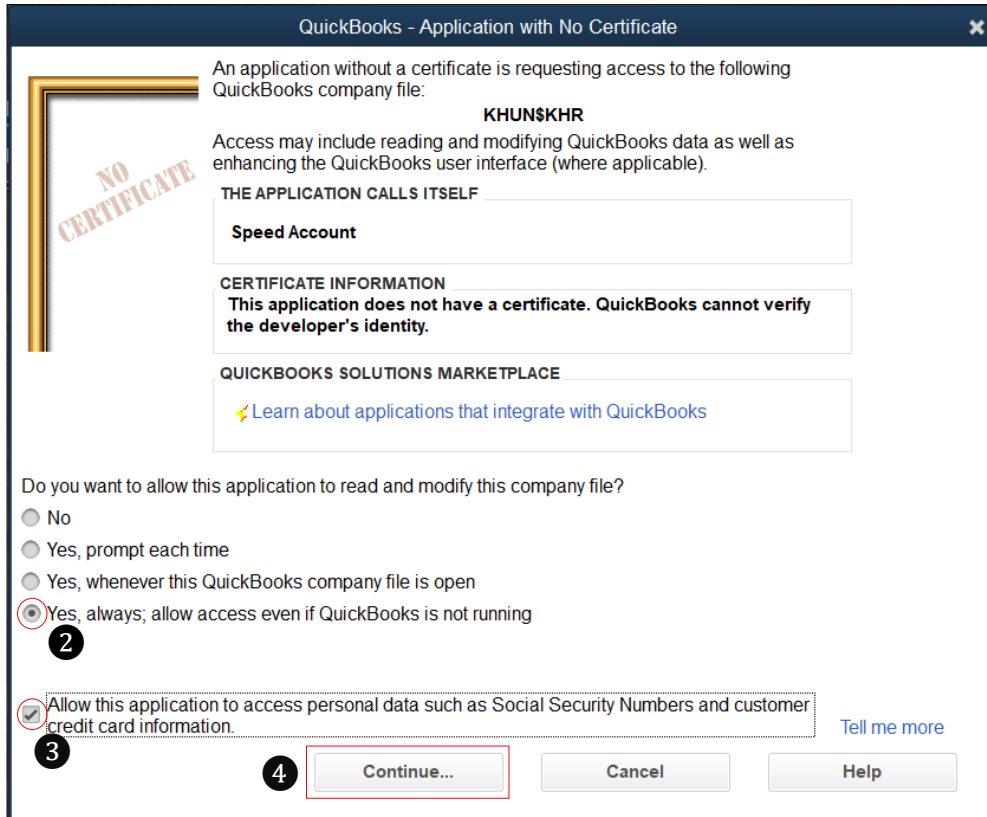 QuickBooks - Application with No Certificate
An application without a certificate is requesting access to the following
QuickBooks company file:
KHUN$KHR
Access may include reading and modifying QuickBooks data as well as
enhancing the QuickBooks user interface (where applicable).
NO
CERTIFICATE
THE APPLICATION CALLS ITSELF
Speed Account
CERTIFICATE INFORMATION
This application does not have a certificate. QuickBooks cannot verify
the developer's identity.
QUICKBOOKS SOLUTIONS MARKETPLACE
Learn about applications that integrate with QuickBooks
Do you want to allow this application to read and modify this company file?
No
Yes, prompt each time
Yes, whenever this QuickBooks company file is open
Yes, always; allow access even if QuickBooks is not running
2
Allow this application to access personal data such as Social Security Numbers and customer
credit card information.
Tell me more
3
4 Continue... Cancel Help